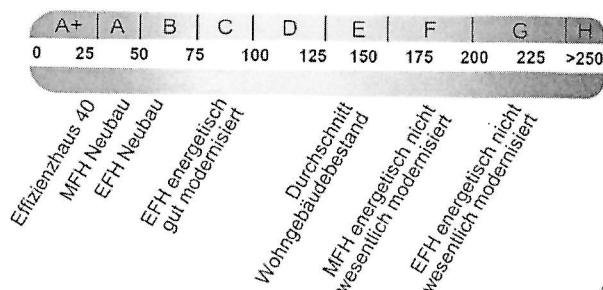 A+ A B C D E F G H
0 25 50 75 100 125 150 175 200 225 >250
Effizienzhaus 40
MFH Neubau
EFH Neubau
EFH energetisch
gut modernisiert
Durchschnitt
Wohngebäudebestand
MFH energetisch nicht
wesentlich modernisiert
EFH energetisch nicht
wesentlich modernisiert